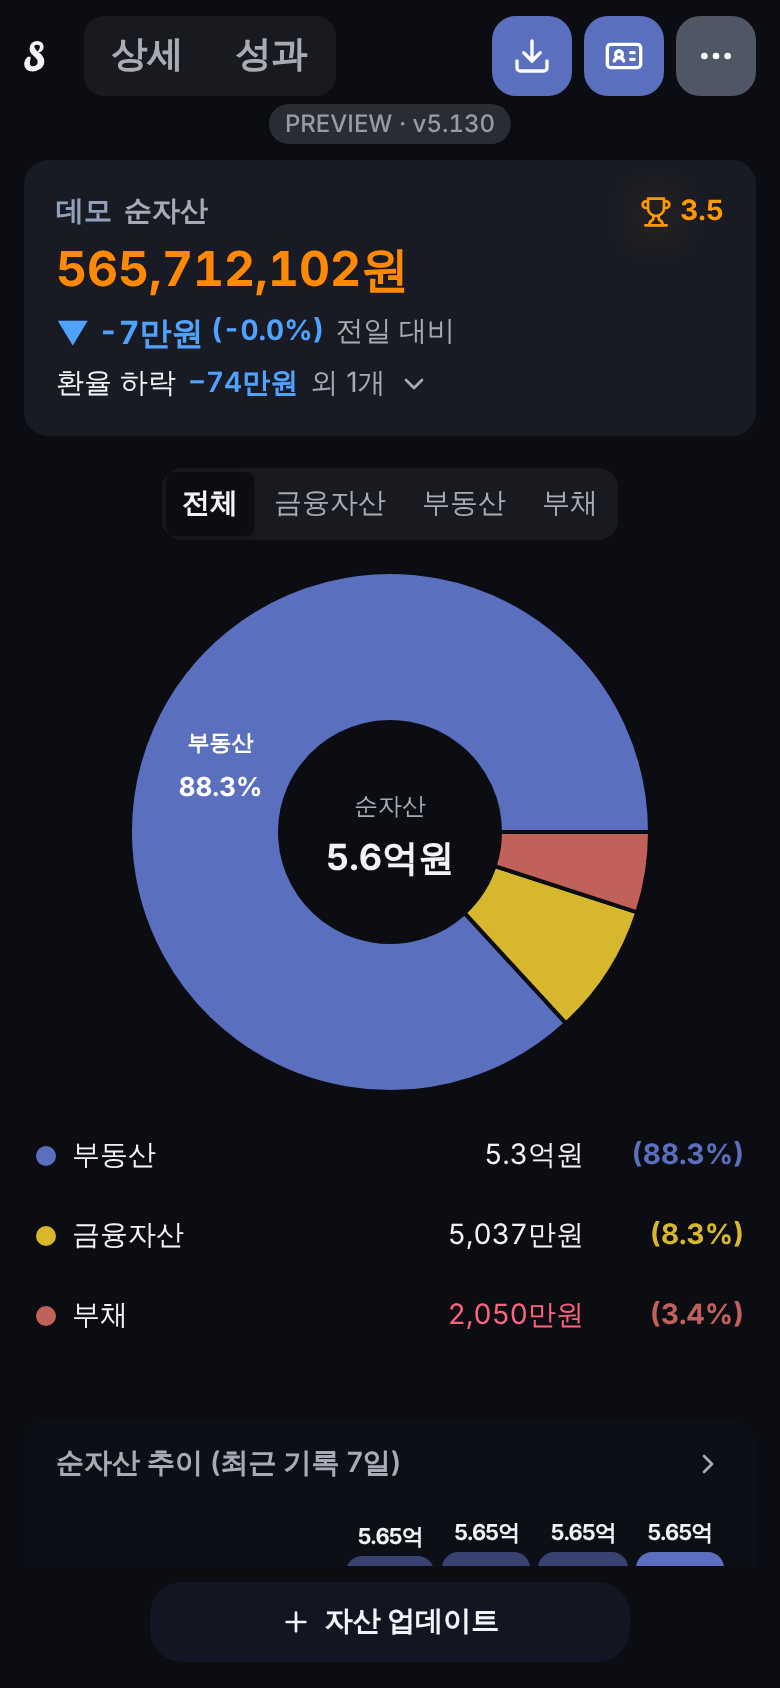 S
상세 성과
PREVIEW · v5.130
데모 순자산
3.5
565,712,102원
▼ -7만원 (-0.0%) 전일 대비
환율 하락 −74만원 외 1개
전체 금융자산 부동산 부채
부동산
88.3%
순자산
5.6억원
부동산 5.3억원 (88.3%)
금융자산 5,037만원 (8.3%)
부채 2,050만원 (3.4%)
순자산 추이 (최근 기록 7일)
5.65억 5.65억 5.65억 5.65억
+ 자산 업데이트